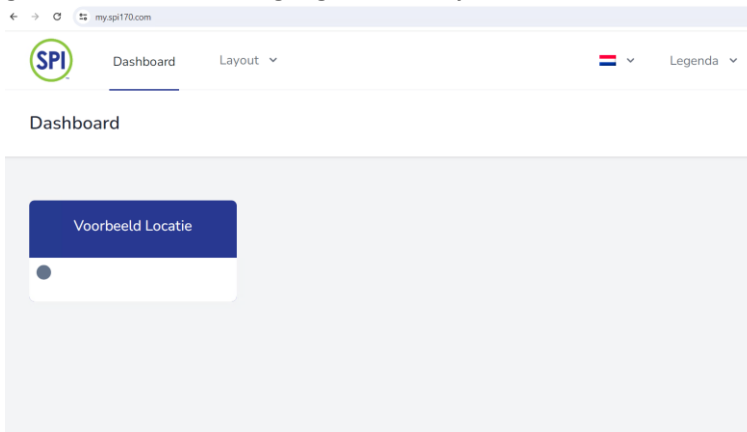 my.spi170.com
SPI
Dashboard
Layout
Legenda
Dashboard
Voorbeeld Locatie